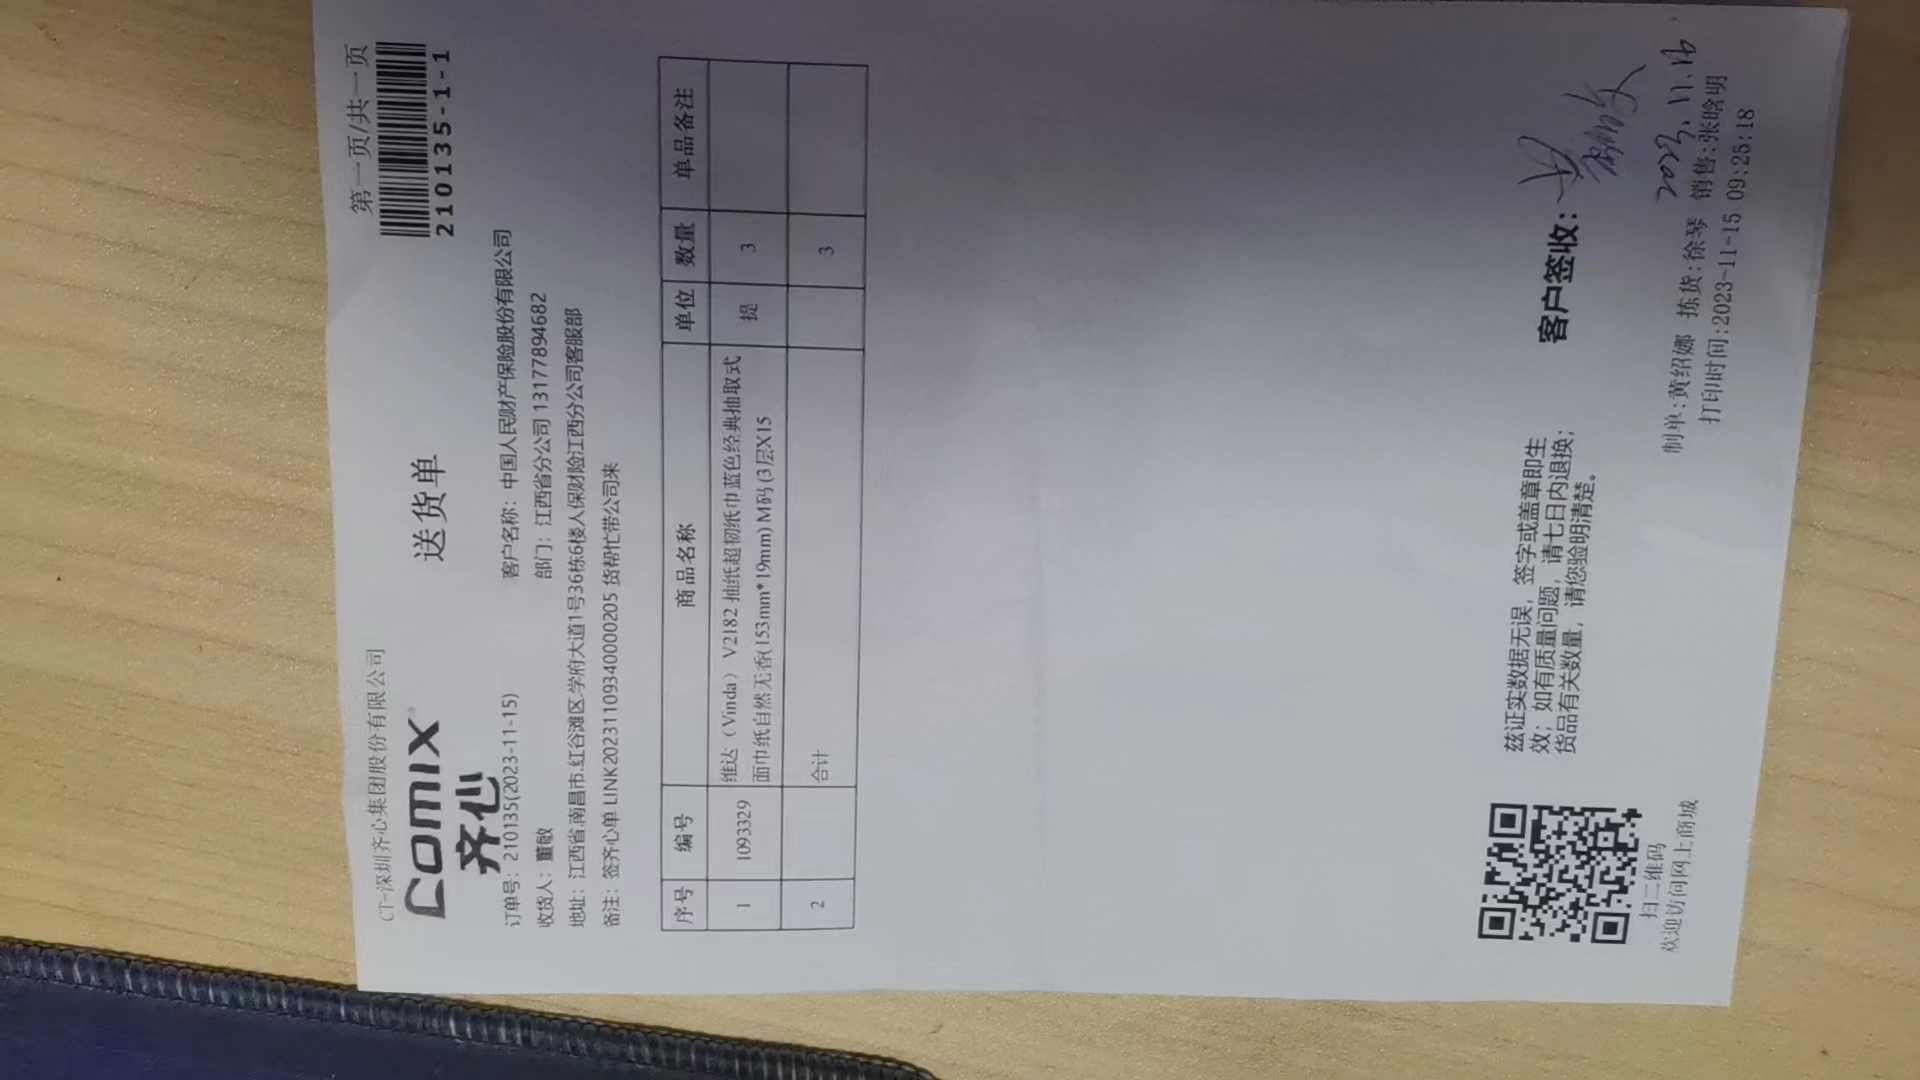 CT-深圳齐心集团股份有限公司
第一页/共一页
comix
齐心
送货单
210135-1-1
订单号：210135(2023-11-15)
客户名称：中国人民财产保险股份有限公司
收货人：董敏
部门：江西省分公司 13177894682
地址：江西省.南昌市.红谷滩区.学府大道1号36栋6楼人保财险江西分公司客服部
备注：签齐心单 LINK2023110934000205 货帮忙带公司来
序号 编号 商品名称 单位 数量 单品备注
1 1093329 维达（Vinda）V2182 抽纸超韧纸巾蓝色经典抽取式
面巾纸自然无香(153mm*19mm) M码 (3层X15 提 3
2 合计 3
兹证实数据无误，签字或盖章即生
效；如有质量问题，请七日内退换；
货品有关数量，请您验明清楚。
客户签收：
2023.11.16
扫二维码
欢迎访问网上商城
制单:黄绍娜 拣货:徐琴 销售:张晗明
打印时间:2023-11-15 09:25:18